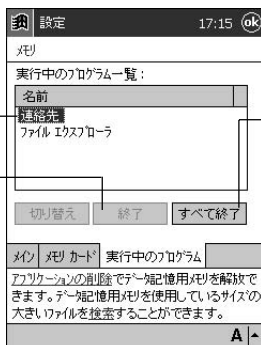 設定 17:15 ok
メモリ
実行中のプログラム一覧:
名前
連絡先
ファイル エクスプローラ
切り替え 終了 すべて終了
メイン メモリ カード 実行中のプログラム
アプリケーションの削除でデータ記憶用メモリを解放で
きます。データ記憶用メモリを使用しているサイズの
大きいファイルを検索することができます。
A